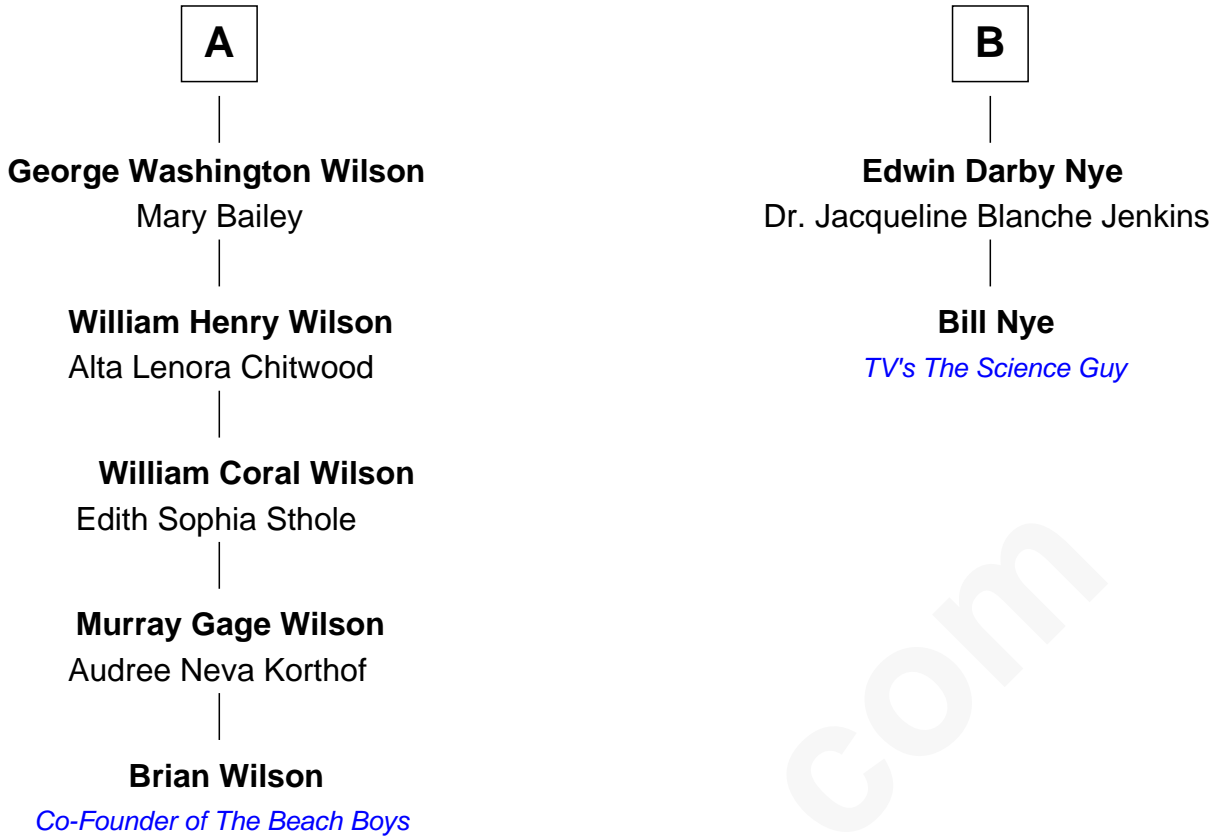 A
George Washington Wilson
Mary Bailey
William Henry Wilson
Alta Lenora Chitwood
William Coral Wilson
Edith Sophia Sthole
Murray Gage Wilson
Audree Neva Korthof
Brian Wilson
Co-Founder of The Beach Boys
B
Edwin Darby Nye
Dr. Jacqueline Blanche Jenkins
Bill Nye
TV's The Science Guy
com